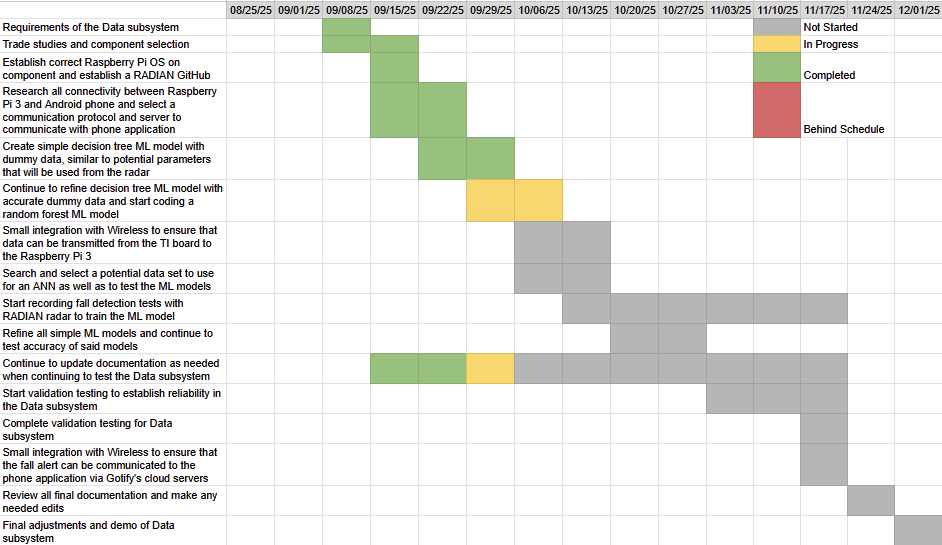 08/25/25 09/01/25 09/08/25 09/15/25 09/22/25 09/29/25 10/06/25 10/13/25 10/20/25 10/27/25 11/03/25 11/10/25 11/17/25 11/24/25 12/01/25
Requirements of the Data subsystem
Not Started
Trade studies and component selection
In Progress
Establish correct Raspberry Pi OS on
component and establish a RADIAN GitHub
Completed
Research all connectivity between Raspberry
Pi 3 and Android phone and select a
communication protocol and server to
communicate with phone application
Behind Schedule
Create simple decision tree ML model with
dummy data, similar to potential parameters
that will be used from the radar
Continue to refine decision tree ML model with
accurate dummy data and start coding a
random forest ML model
Small integration with Wireless to ensure that
data can be transmitted from the TI board to
the Raspberry Pi 3
Search and select a potential data set to use
for an ANN as well as to test the ML models
Start recording fall detection tests with
RADIAN radar to train the ML model
Refine all simple ML models and continue to
test accuracy of said models
Continue to update documentation as needed
when continuing to test the Data subsystem
Start validation testing to establish reliability in
the Data subsystem
Complete validation testing for Data
subsystem
Small integration with Wireless to ensure that
the fall alert can be communicated to the
phone application via Gotify's cloud servers
Review all final documentation and make any
needed edits
Final adjustments and demo of Data
subsystem